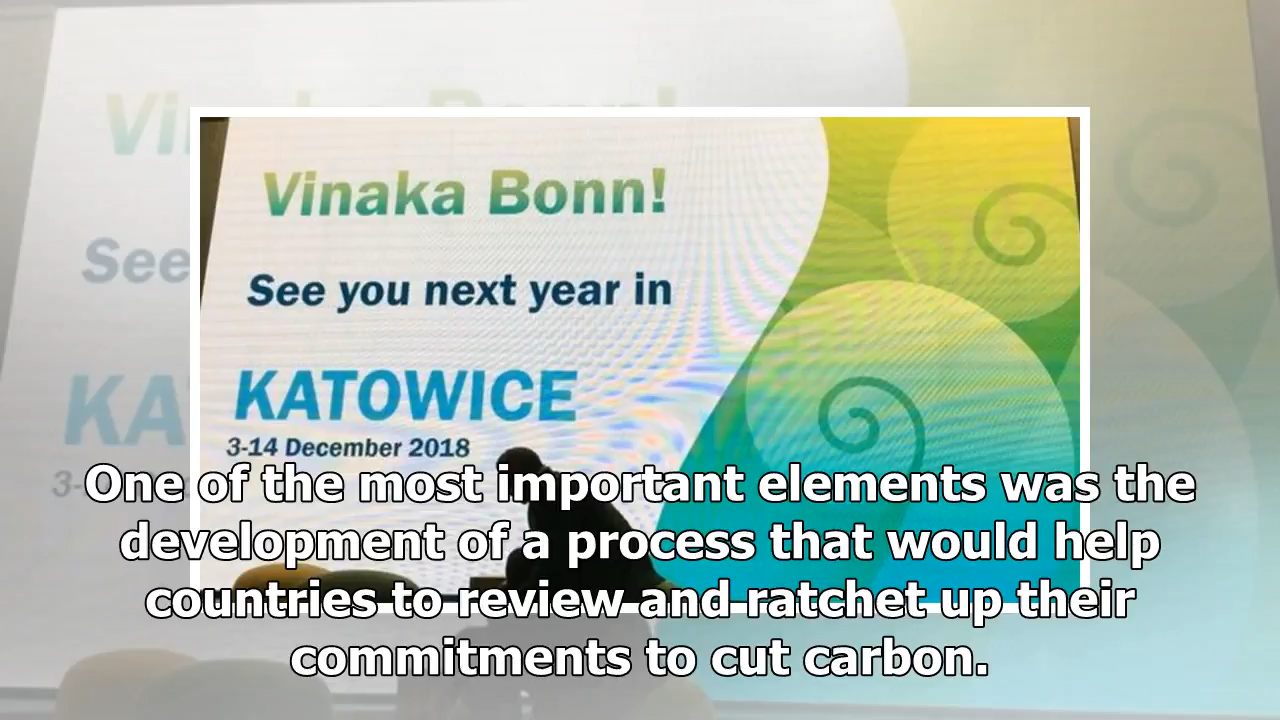 Vinaka Bonn!
See you next year in
KATOWICE
3-14 December 2018
One of the most important elements was the
development of a process that would help
countries to review and ratchet up their
commitments to cut carbon.